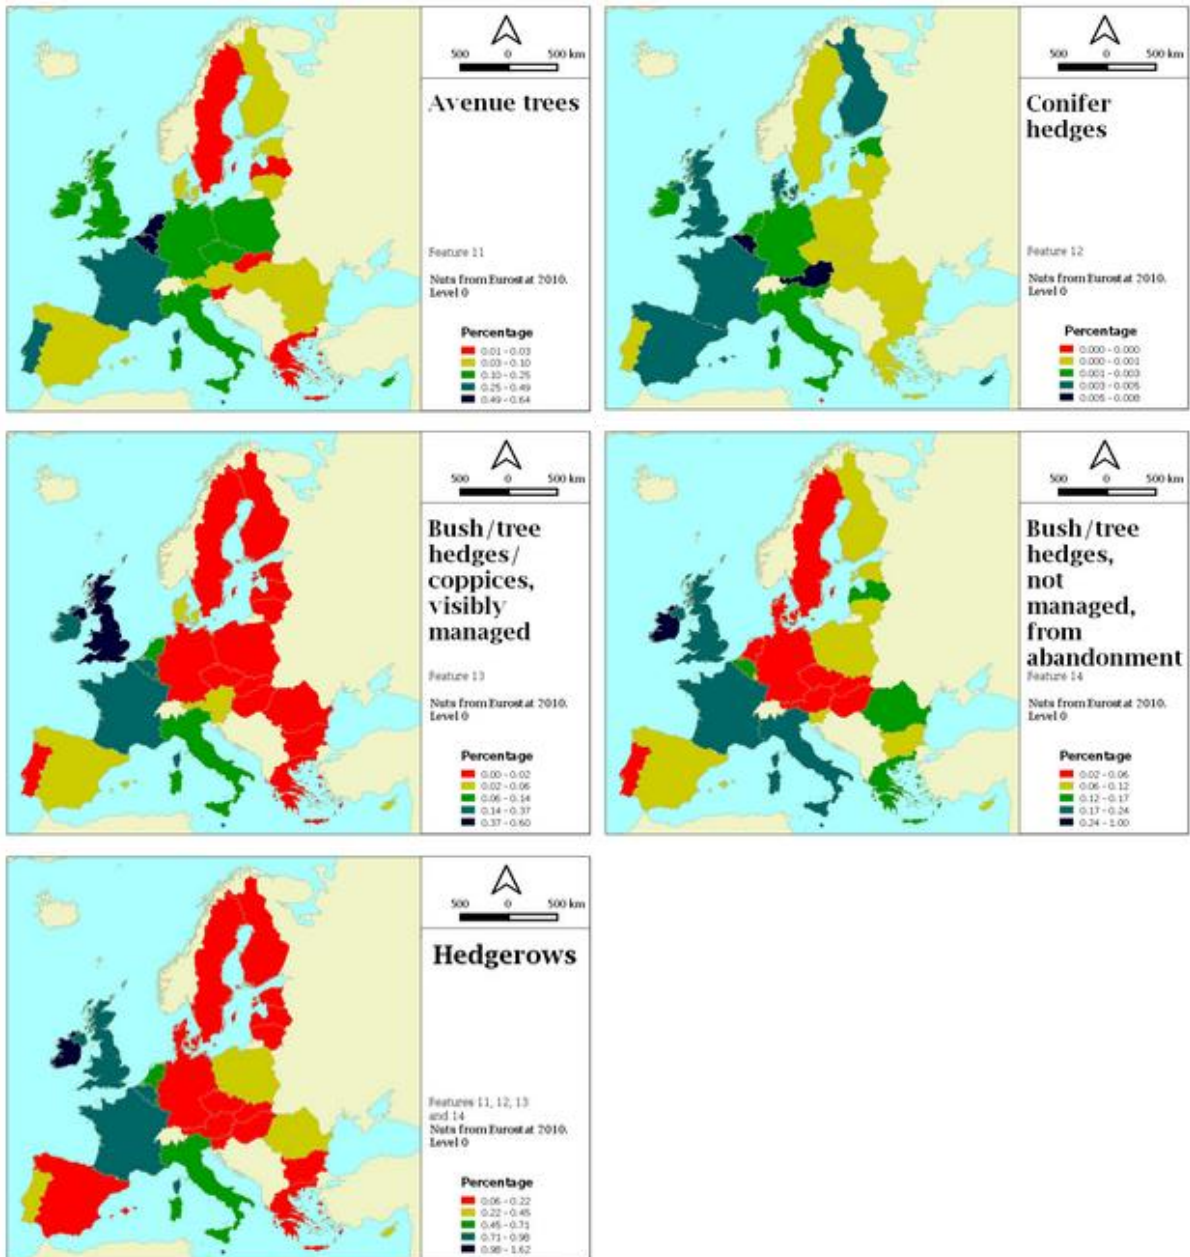 500 0 500 km
Avenue trees
Feature 11
Nuts from Eurostat 2010.
Level 0
Percentage
0.01 - 0.03
0.03 - 0.10
0.10 - 0.25
0.25 - 0.49
0.49 - 0.64
500 0 500 km
Conifer
hedges
Feature 12
Nuts from Eurostat 2010.
Level 0
Percentage
0.000 - 0.000
0.000 - 0.001
0.001 - 0.003
0.003 - 0.005
0.005 - 0.008
500 0 500 km
Bush/tree
hedges/
coppices,
visibly
managed
Feature 13
Nuts from Eurostat 2010.
Level 0
Percentage
0.00 - 0.02
0.02 - 0.06
0.06 - 0.14
0.14 - 0.37
0.37 - 0.60
500 0 500 km
Bush/tree
hedges,
not
managed,
from
abandonment
Feature 14
Nuts from Eurostat 2010.
Level 0
Percentage
0.02 - 0.06
0.06 - 0.12
0.12 - 0.17
0.17 - 0.24
0.24 - 1.00
500 0 500 km
Hedgerows
Features 11, 12, 13
and 14
Nuts from Eurostat 2010.
Level 0
Percentage
0.06 - 0.22
0.22 - 0.45
0.45 - 0.71
0.71 - 0.98
0.98 - 1.62